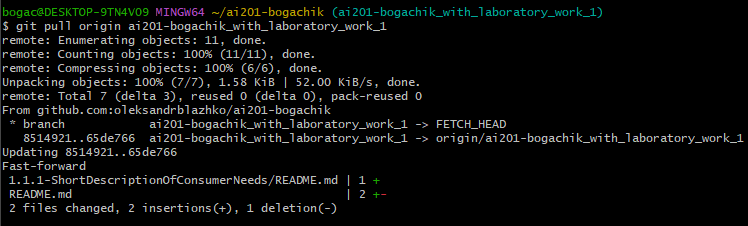 bogac@DESKTOP-9TN4VO9 MINGW64 ~/ai201-bogachik (ai201-bogachik_with_laboratory_work_1)
$ git pull origin ai201-bogachik_with_laboratory_work_1
remote: Enumerating objects: 11, done.
remote: Counting objects: 100% (11/11), done.
remote: Compressing objects: 100% (6/6), done.
Unpacking objects: 100% (7/7), 1.58 KiB | 52.00 KiB/s, done.
remote: Total 7 (delta 3), reused 0 (delta 0), pack-reused 0
From github.com:oleksandrblazhko/ai201-bogachik
 * branch            ai201-bogachik_with_laboratory_work_1 -> FETCH_HEAD
   8514921..65de766  ai201-bogachik_with_laboratory_work_1 -> origin/ai201-bogachik_with_laboratory_work_1
Updating 8514921..65de766
Fast-forward
 1.1.1-ShortDescriptionOfConsumerNeeds/README.md | 1 +
 README.md                                       | 2 +-
 2 files changed, 2 insertions(+), 1 deletion(-)